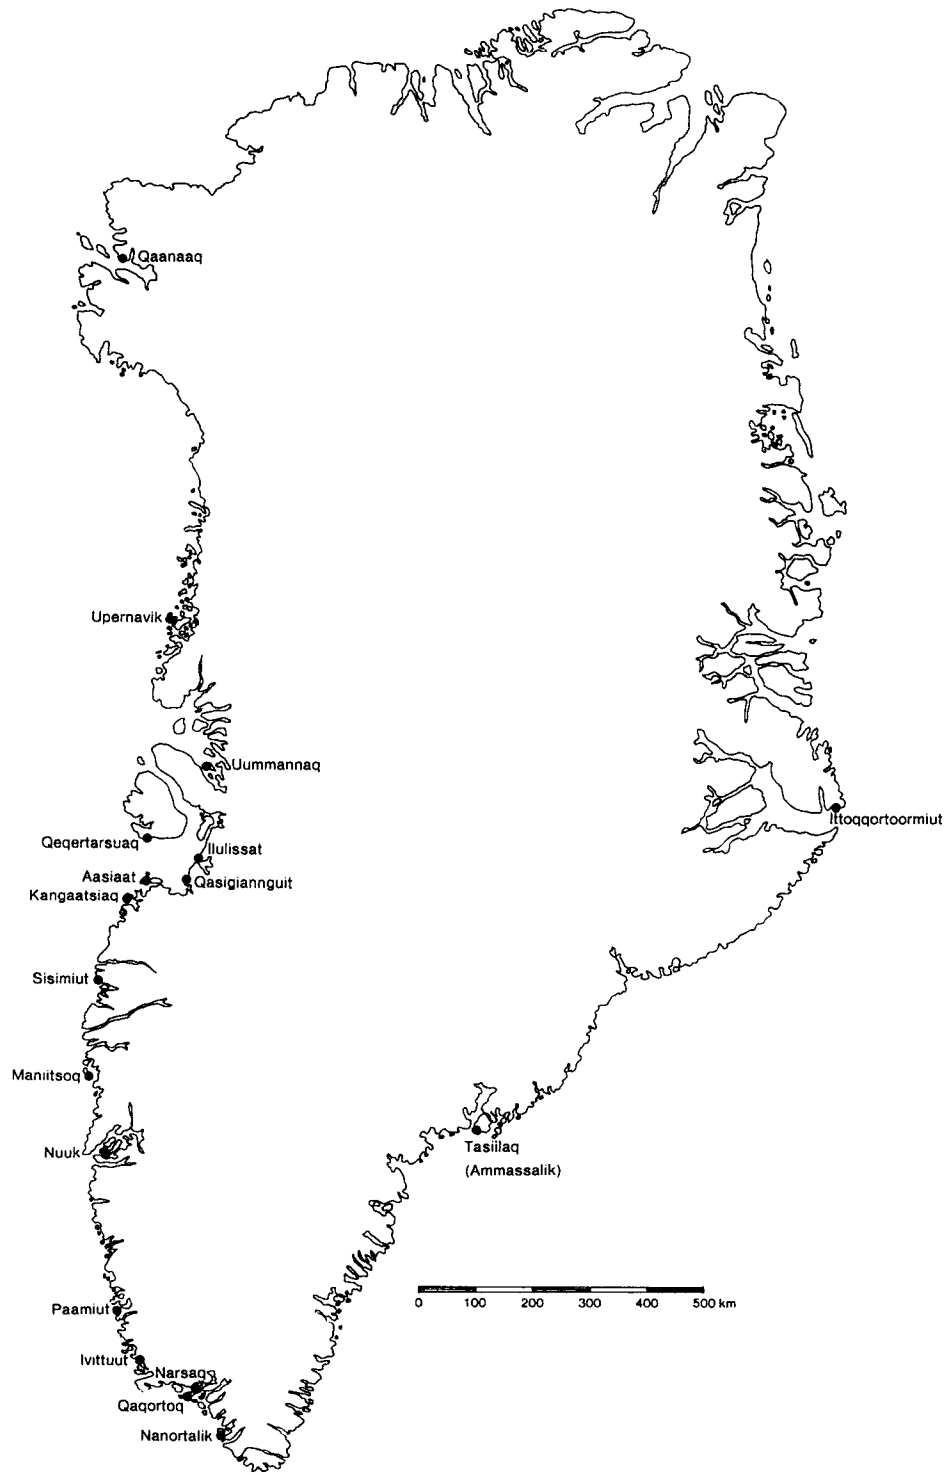 Qaanaaq
Upernavik
Uummannaq
Ittoqqortoormiut
Qeqertarsuaq
Ilulissat
Aasiaat
Qasigiannguit
Kangaatsiaq
Sisimiut
Maniitsoq
Nuuk
Tasiilaq
(Ammassalik)
0 100 200 300 400 500 km
Paamiut
Ivittuut
Narsaq
Qaqortoq
Nanortalik